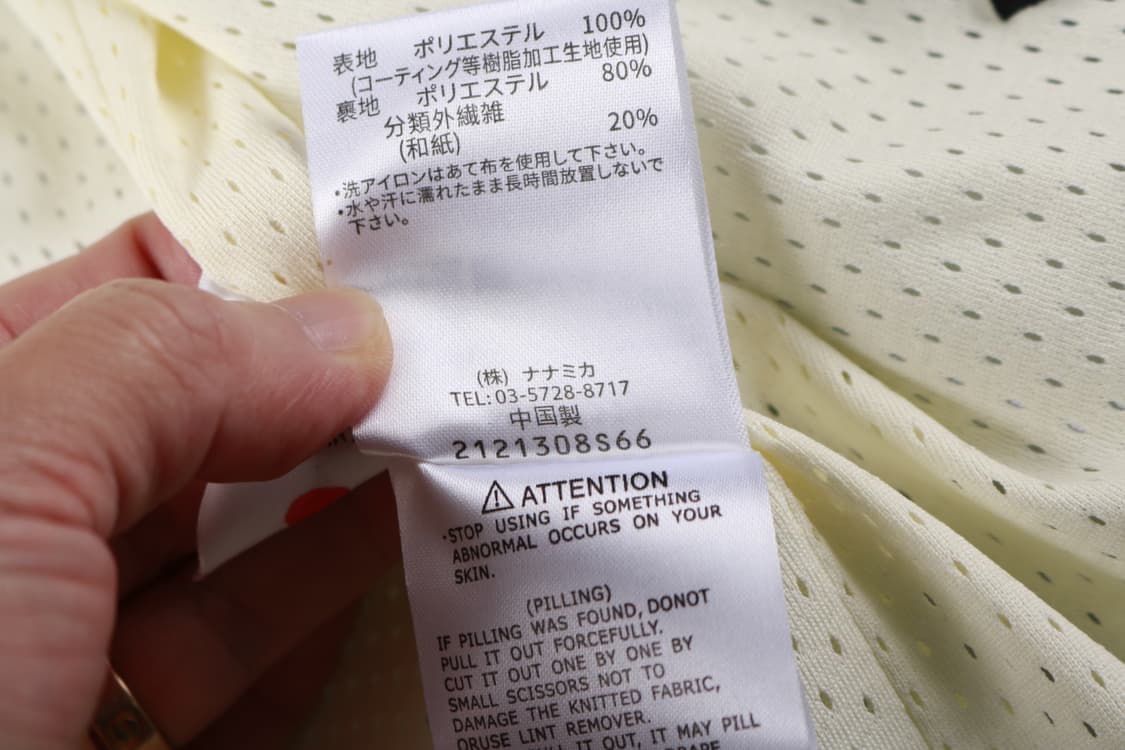 表地 ポリエステル 100%
(コーティング等樹脂加工生地使用)
裏地 ポリエステル 80%
分類外繊維 20%
(和紙)
・洗アイロンはあて布を使用して下さい。
・水や汗に濡れたまま長時間放置しないで
下さい。
(株) ナナミカ
TEL:03-5728-8717
中国製
2121308S66
⚠ATTENTION
・STOP USING IF SOMETHING
ABNORMAL OCCURS ON YOUR
SKIN.
(PILLING)
IF PILLING WAS FOUND, DONOT
PULL IT OUT FORCEFULLY.
CUT IT OUT ONE BY ONE BY
SMALL SCISSORS NOT TO
DAMAGE THE KNITTED FABRIC,
ORUSE LINT REMOVER.
IT OUT, IT MAY PILL